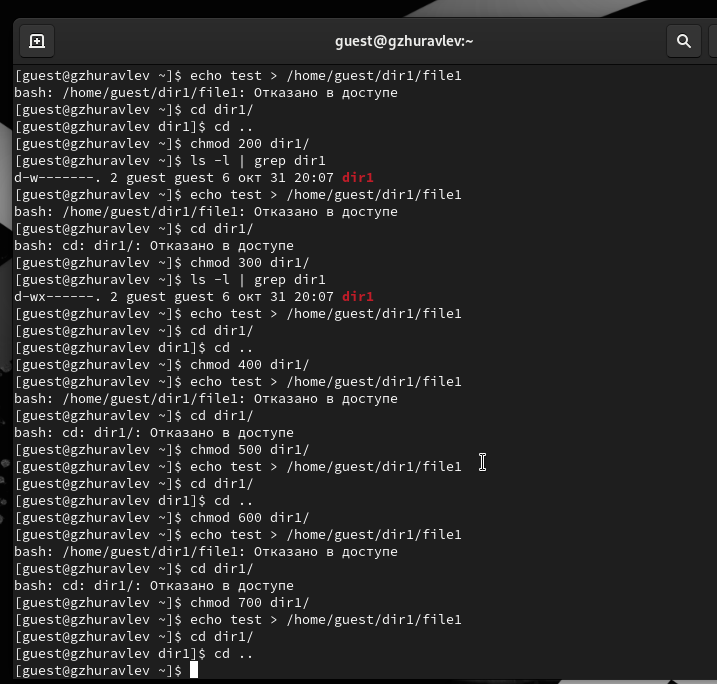 guest@gzhuravlev:~
[guest@gzhuravlev ~]$ echo test > /home/guest/dir1/file1
bash: /home/guest/dir1/file1: Отказано в доступе
[guest@gzhuravlev ~]$ cd dir1/
[guest@gzhuravlev dir1]$ cd ..
[guest@gzhuravlev ~]$ chmod 200 dir1/
[guest@gzhuravlev ~]$ ls -l | grep dir1
d-w-------. 2 guest guest 6 окт 31 20:07 dir1
[guest@gzhuravlev ~]$ echo test > /home/guest/dir1/file1
bash: /home/guest/dir1/file1: Отказано в доступе
[guest@gzhuravlev ~]$ cd dir1/
bash: cd: dir1/: Отказано в доступе
[guest@gzhuravlev ~]$ chmod 300 dir1/
[guest@gzhuravlev ~]$ ls -l | grep dir1
d-wx------. 2 guest guest 6 окт 31 20:07 dir1
[guest@gzhuravlev ~]$ echo test > /home/guest/dir1/file1
[guest@gzhuravlev ~]$ cd dir1/
[guest@gzhuravlev dir1]$ cd ..
[guest@gzhuravlev ~]$ chmod 400 dir1/
[guest@gzhuravlev ~]$ echo test > /home/guest/dir1/file1
bash: /home/guest/dir1/file1: Отказано в доступе
[guest@gzhuravlev ~]$ cd dir1/
bash: cd: dir1/: Отказано в доступе
[guest@gzhuravlev ~]$ chmod 500 dir1/
[guest@gzhuravlev ~]$ echo test > /home/guest/dir1/file1
[guest@gzhuravlev ~]$ cd dir1/
[guest@gzhuravlev dir1]$ cd ..
[guest@gzhuravlev ~]$ chmod 600 dir1/
[guest@gzhuravlev ~]$ echo test > /home/guest/dir1/file1
bash: /home/guest/dir1/file1: Отказано в доступе
[guest@gzhuravlev ~]$ cd dir1/
bash: cd: dir1/: Отказано в доступе
[guest@gzhuravlev ~]$ chmod 700 dir1/
[guest@gzhuravlev ~]$ echo test > /home/guest/dir1/file1
[guest@gzhuravlev ~]$ cd dir1/
[guest@gzhuravlev dir1]$ cd ..
[guest@gzhuravlev ~]$